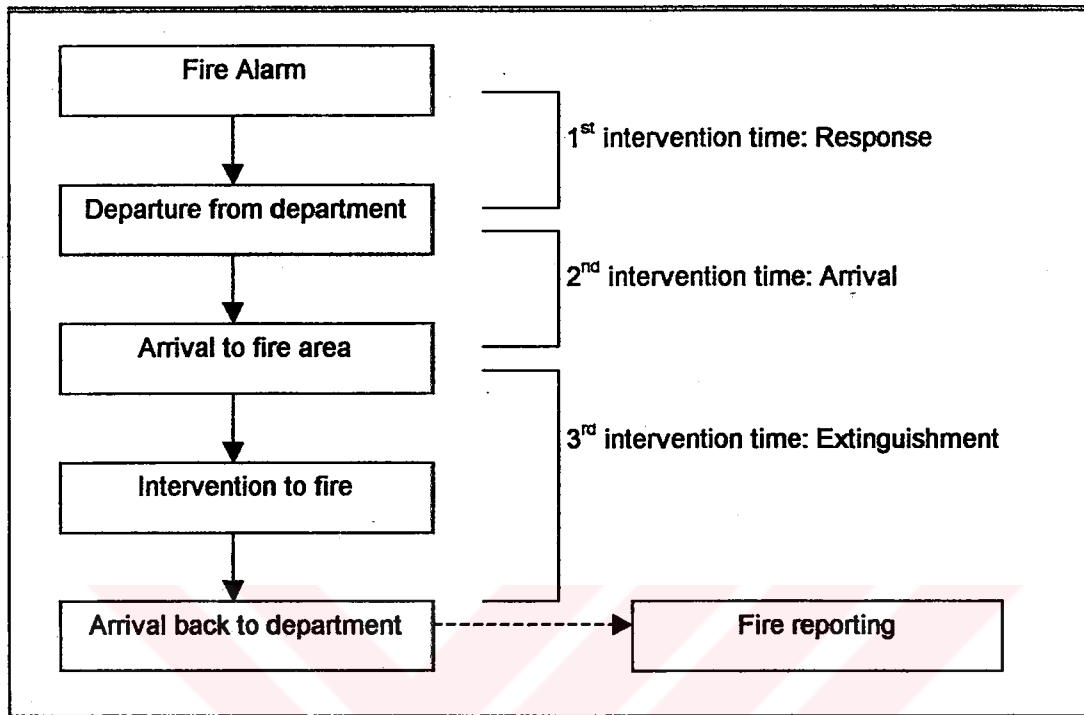 Fire Alarm
1st intervention time: Response
Departure from department
2nd intervention time: Arrival
Arrival to fire area
3rd intervention time: Extinguishment
Intervention to fire
Arrival back to department
Fire reporting